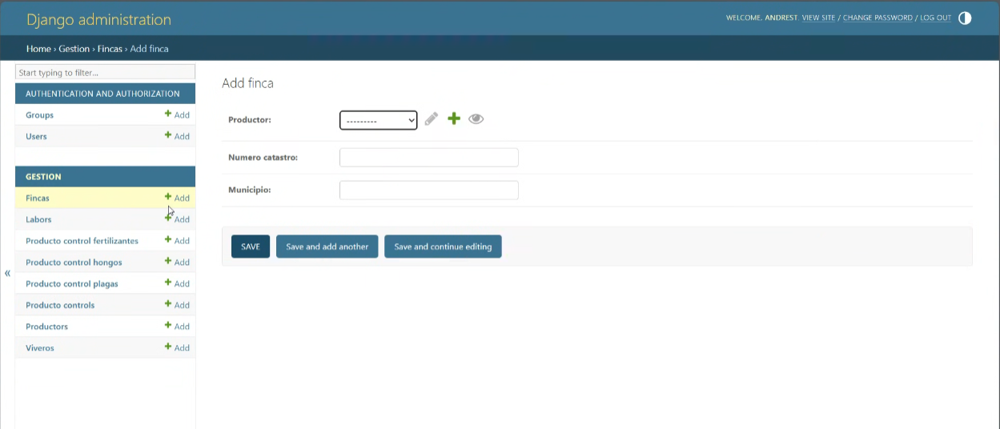 Django administration
WELCOME, ANDREST. VIEW SITE / CHANGE PASSWORD / LOG OUT
Home › Gestion › Fincas › Add finca
Start typing to filter...
AUTHENTICATION AND AUTHORIZATION
Groups + Add
Users + Add
GESTION
Fincas + Add
Labors + Add
Producto control fertilizantes + Add
Producto control hongos + Add
Producto control plagas + Add
Producto controls + Add
Productors + Add
Viveros + Add
«
Add finca
Productor: ---------
Numero catastro:
Municipio:
SAVE Save and add another Save and continue editing